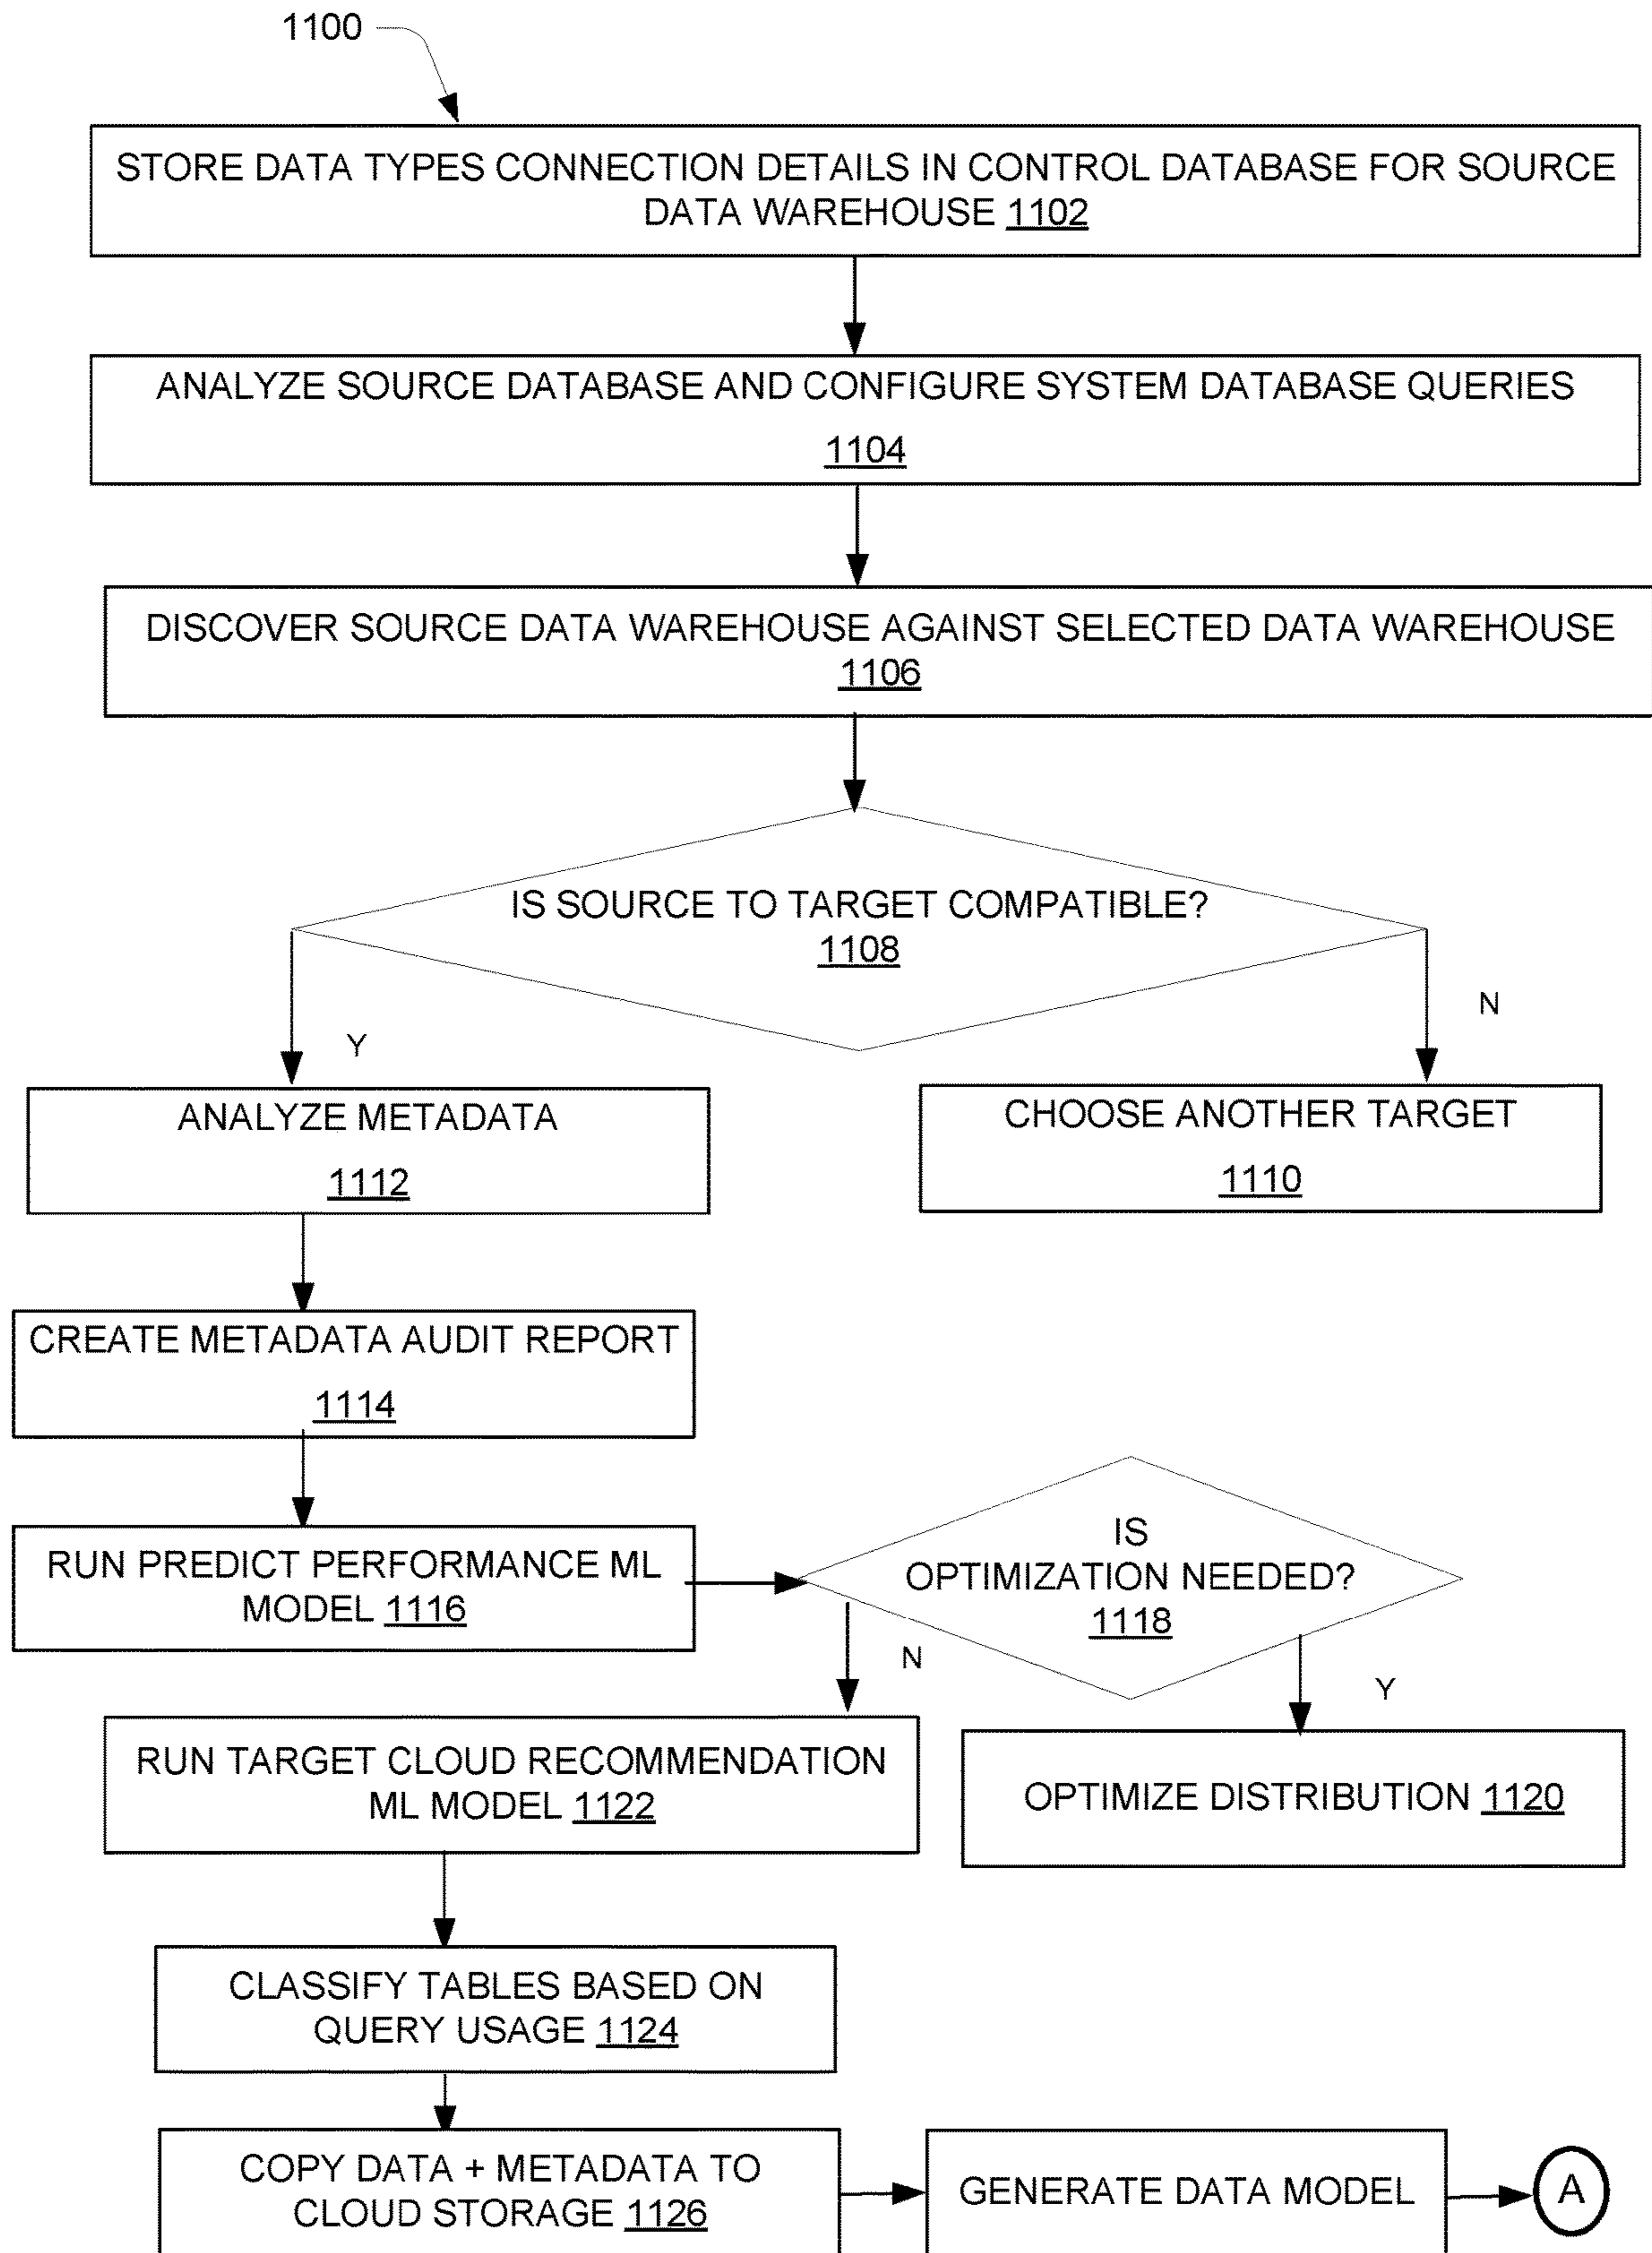 1100
STORE DATA TYPES CONNECTION DETAILS IN CONTROL DATABASE FOR SOURCE
DATA WAREHOUSE 1102
ANALYZE SOURCE DATABASE AND CONFIGURE SYSTEM DATABASE QUERIES
1104
DISCOVER SOURCE DATA WAREHOUSE AGAINST SELECTED DATA WAREHOUSE
1106
IS SOURCE TO TARGET COMPATIBLE?
1108
Y
N
ANALYZE METADATA
1112
CHOOSE ANOTHER TARGET
1110
CREATE METADATA AUDIT REPORT
1114
RUN PREDICT PERFORMANCE ML
MODEL 1116
IS
OPTIMIZATION NEEDED?
1118
N
Y
RUN TARGET CLOUD RECOMMENDATION
ML MODEL 1122
OPTIMIZE DISTRIBUTION 1120
CLASSIFY TABLES BASED ON
QUERY USAGE 1124
COPY DATA + METADATA TO
CLOUD STORAGE 1126
GENERATE DATA MODEL
A